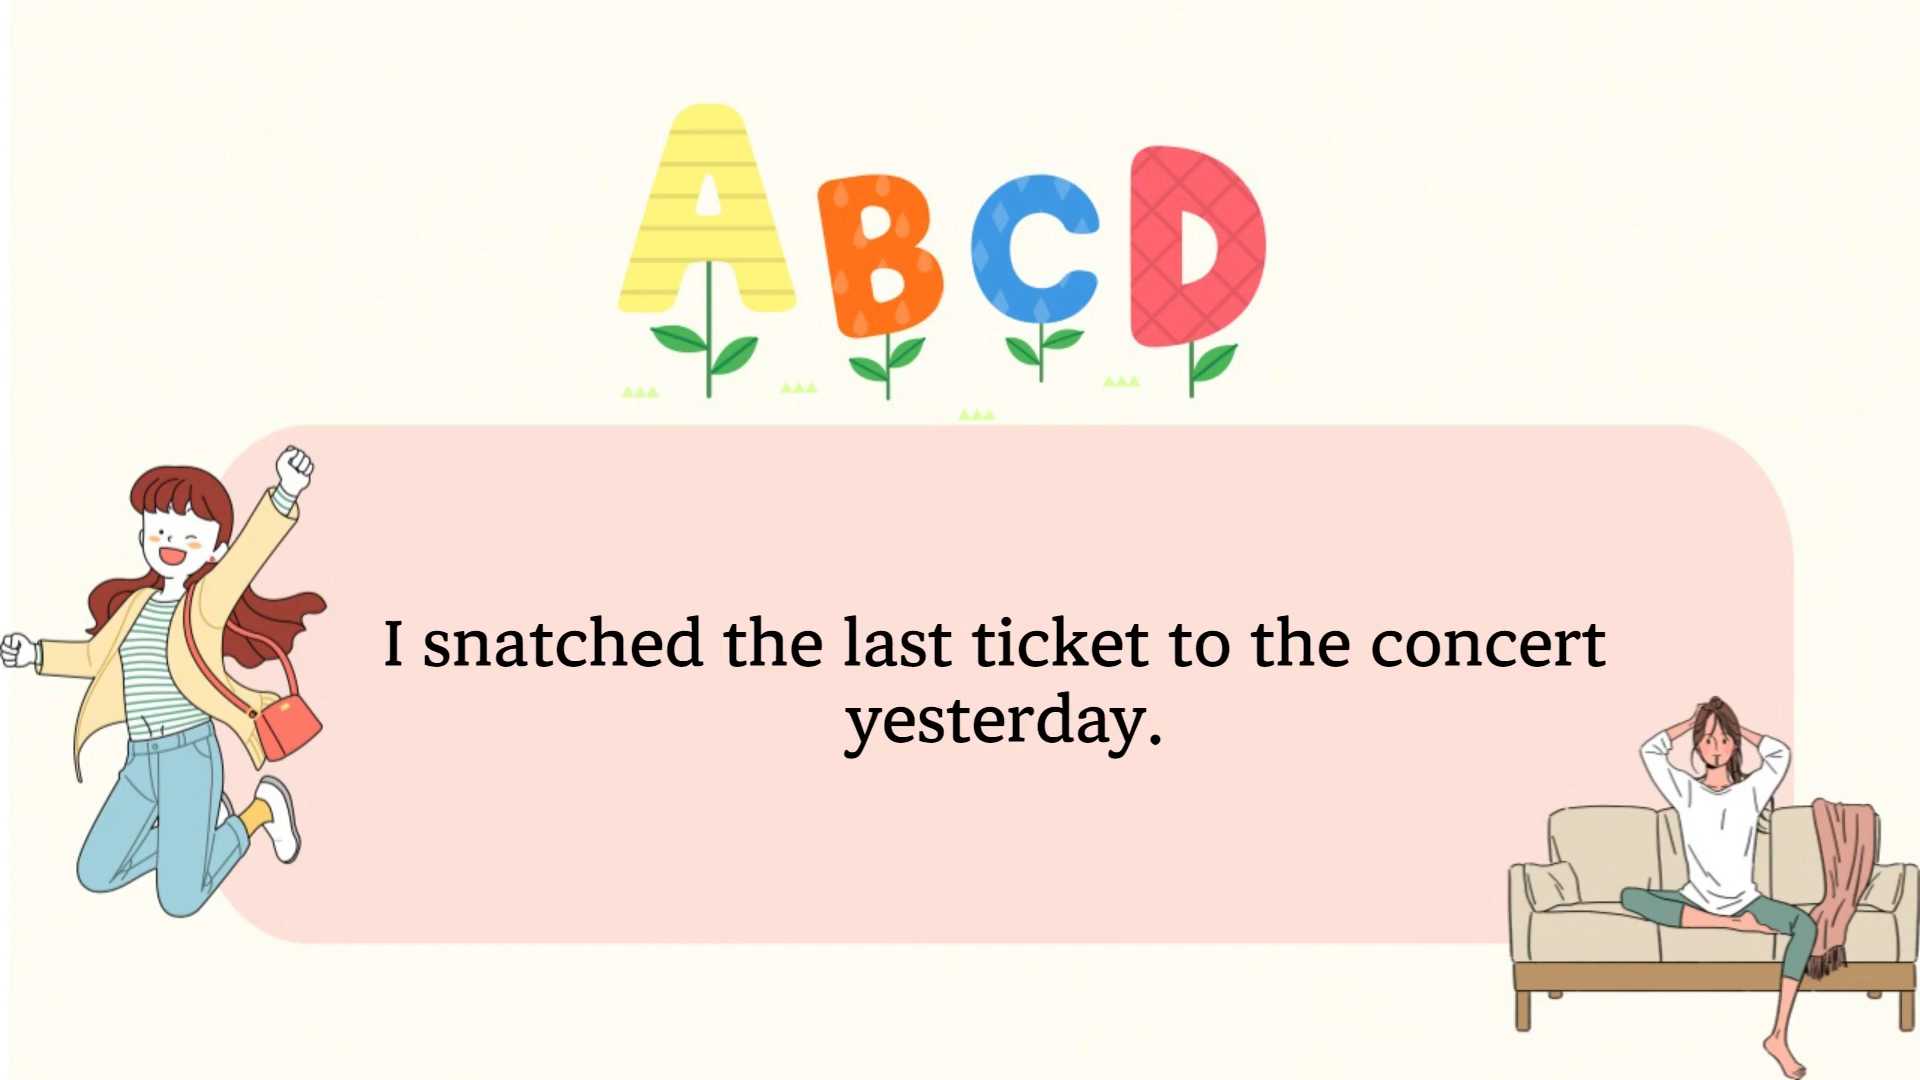 ABCD
I snatched the last ticket to the concert
yesterday.